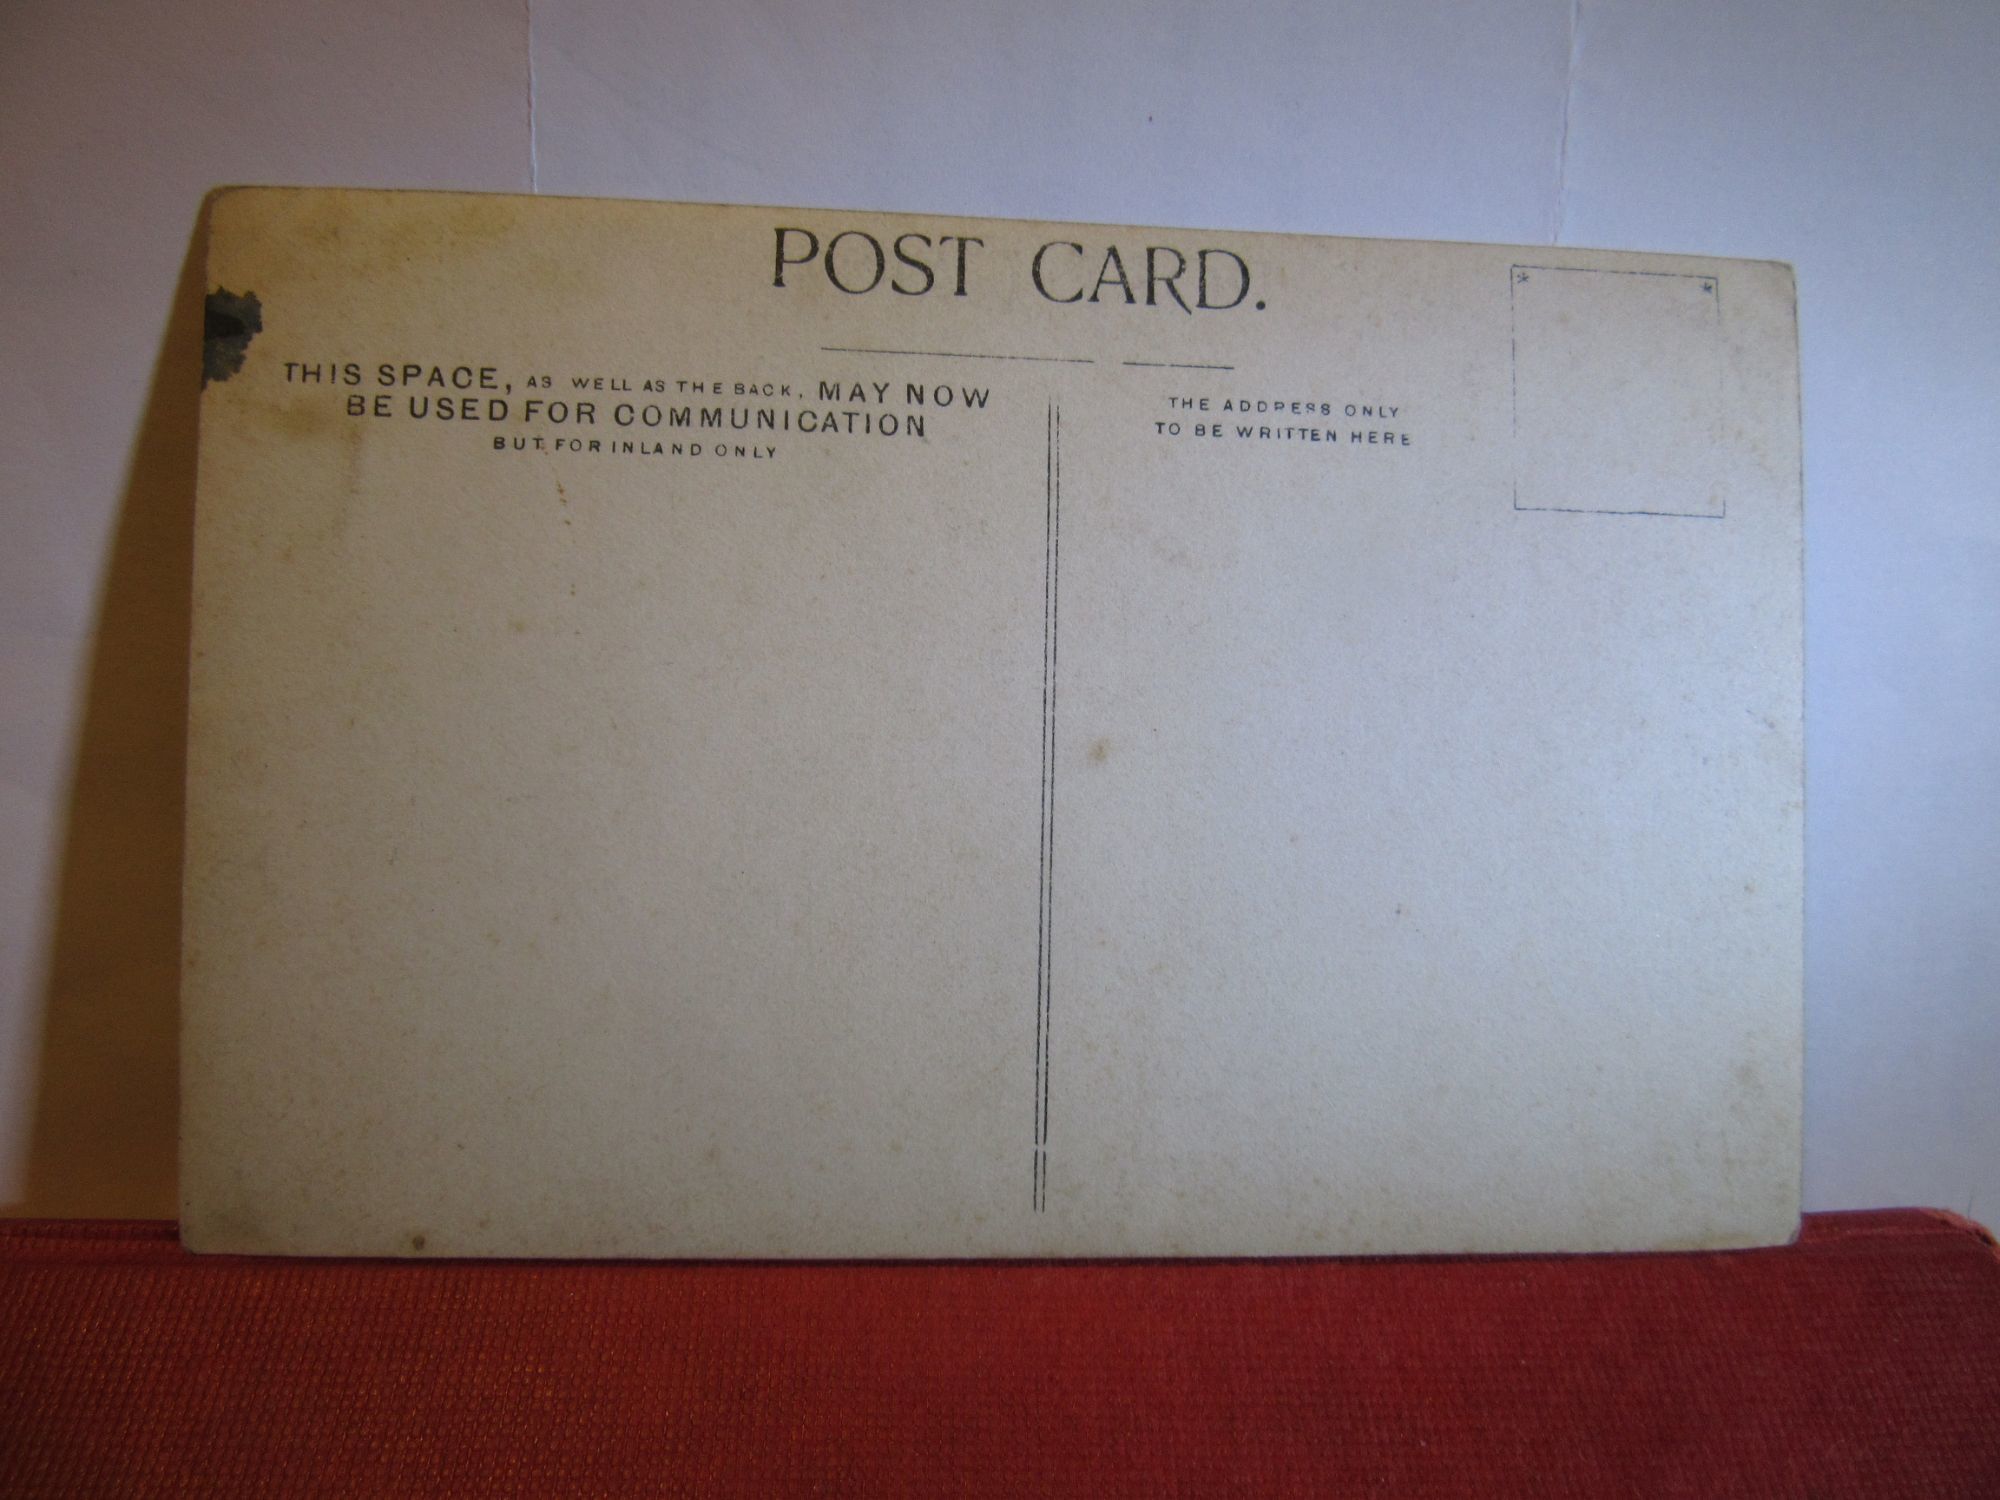 POST CARD.
THIS SPACE, AS WELL AS THE BACK, MAY NOW
BE USED FOR COMMUNICATION
BUT FOR INLAND ONLY
THE ADDRESS ONLY
TO BE WRITTEN HERE